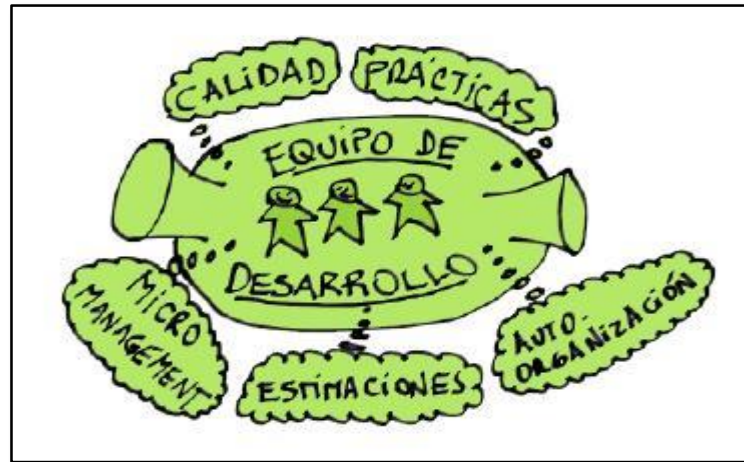 CALIDAD
PRÁCTICAS
EQUIPO DE
DESARROLLO
MICRO
MANAGEMENT
ESTIMACIONES
AUTO-
ORGANIZACIÓN